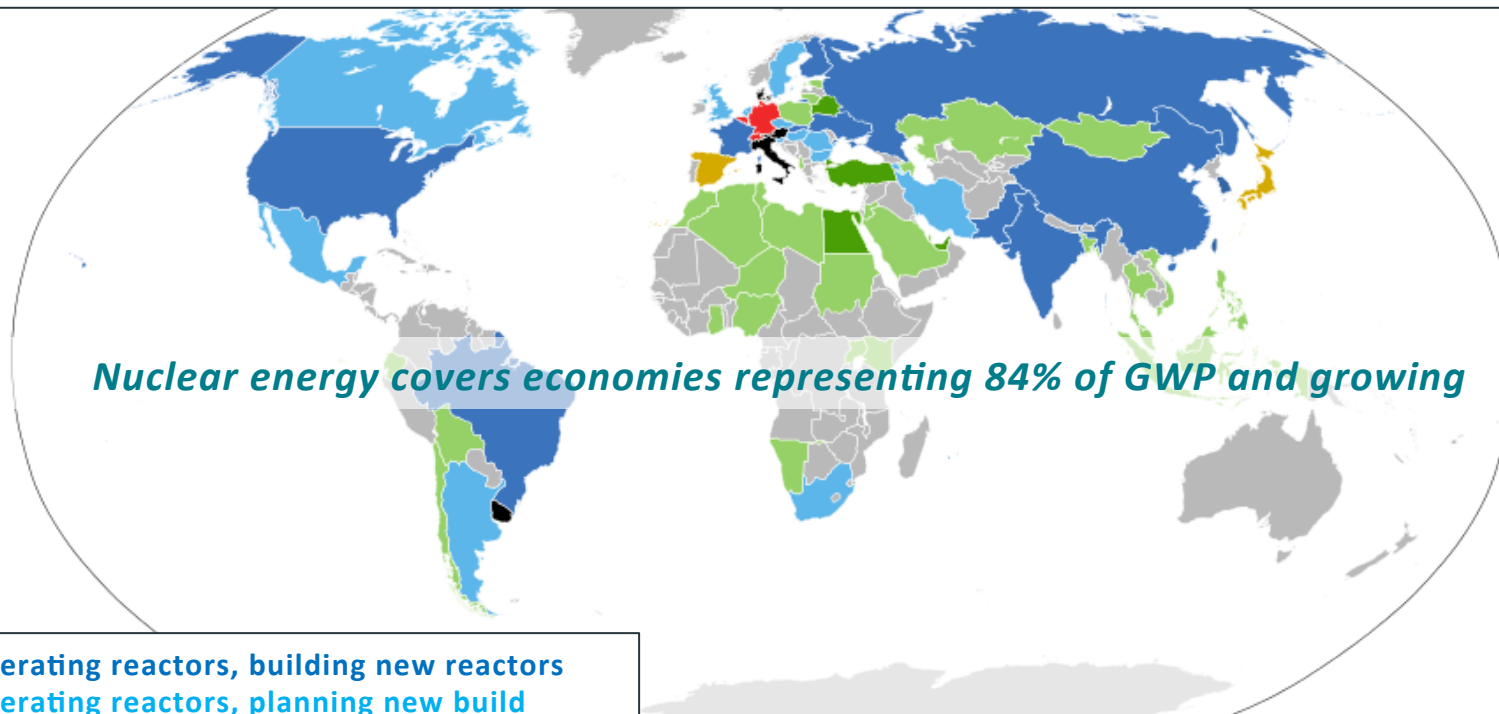 Nuclear energy covers economies representing 84% of GWP and growing
erating reactors, building new reactors
erating reactors, planning new build